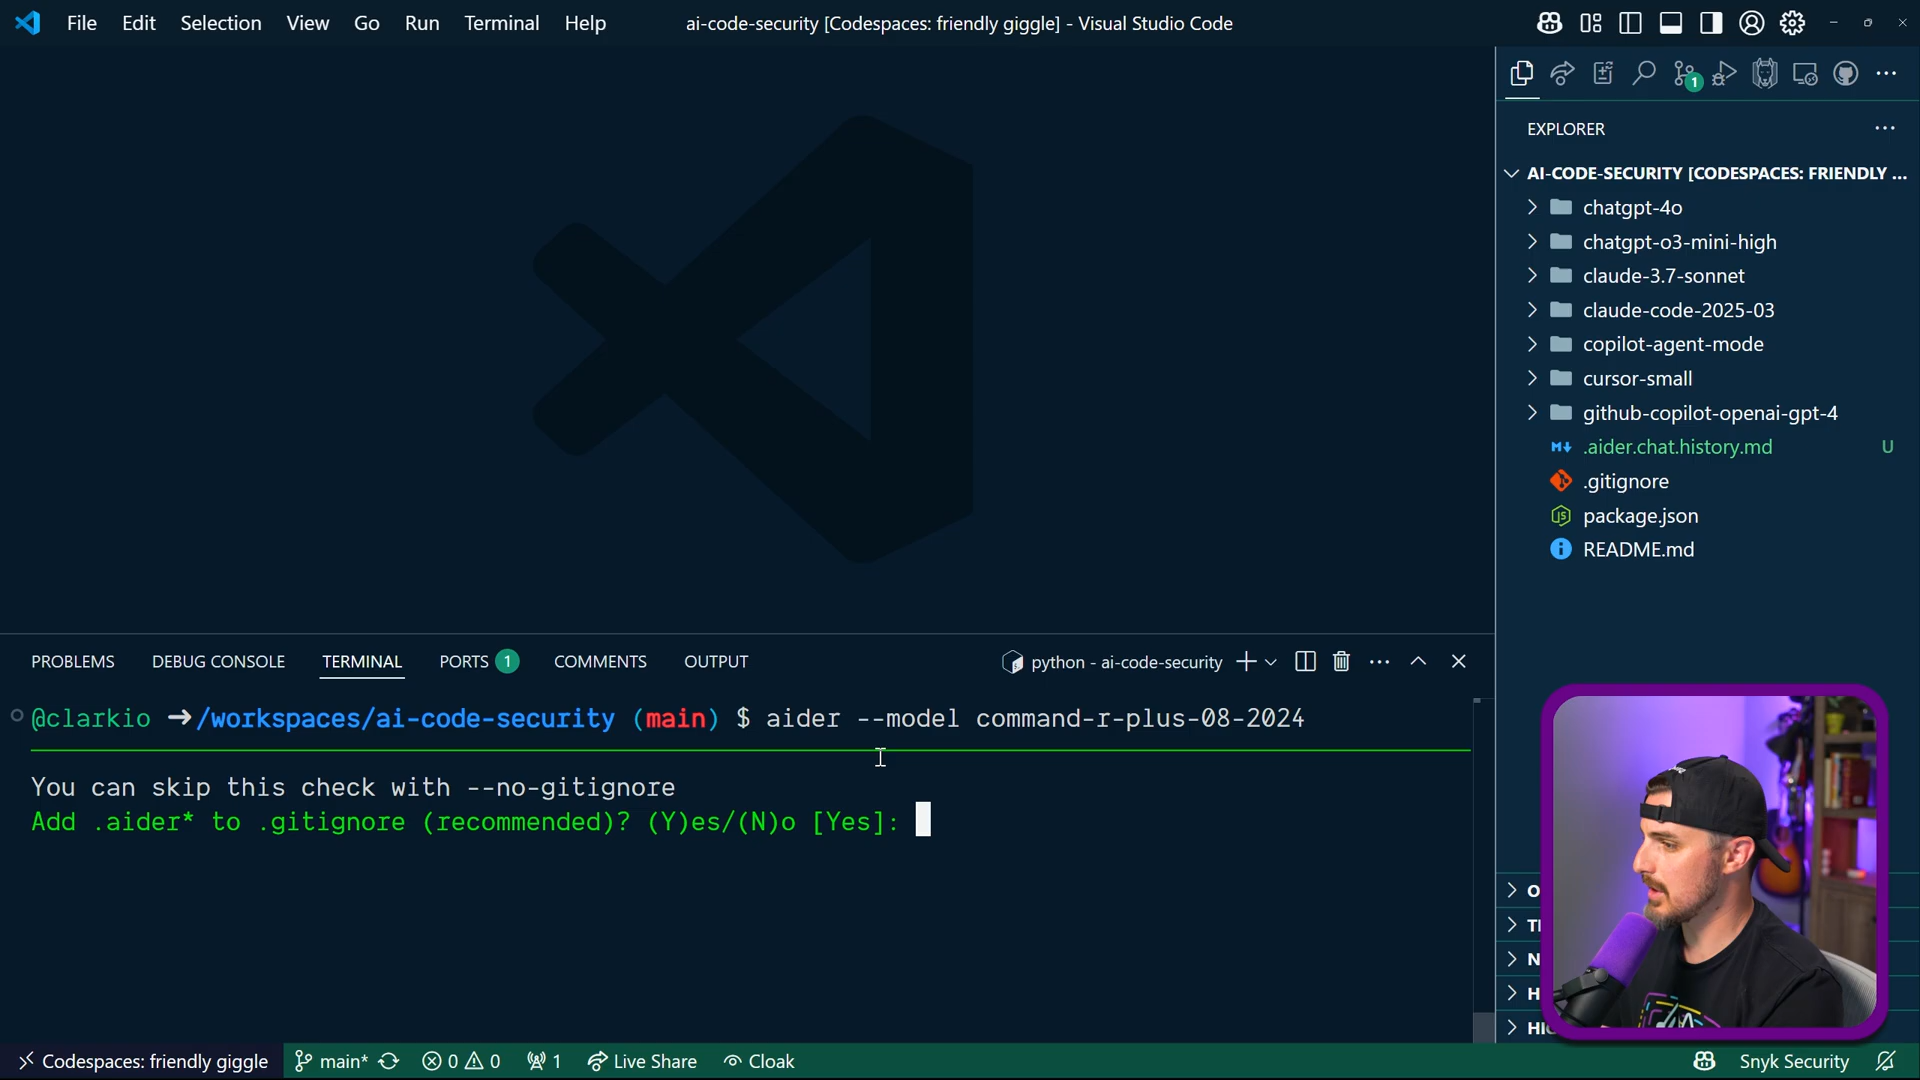 File Edit Selection View Go Run Terminal Help
ai-code-security [Codespaces: friendly giggle] - Visual Studio Code
1
EXPLORER
AI-CODE-SECURITY [CODESPACES: FRIENDLY ...
chatgpt-4o
chatgpt-o3-mini-high
claude-3.7-sonnet
claude-code-2025-03
copilot-agent-mode
cursor-small
github-copilot-openai-gpt-4
.aider.chat.history.md U
.gitignore
package.json
README.md
PROBLEMS DEBUG CONSOLE TERMINAL PORTS 1 COMMENTS OUTPUT
python - ai-code-security
@clarkio ➜/workspaces/ai-code-security (main) $ aider --model command-r-plus-08-2024
You can skip this check with --no-gitignore
Add .aider* to .gitignore (recommended)? (Y)es/(N)o [Yes]:
Codespaces: friendly giggle main* 0 0 1 Live Share Cloak
Snyk Security